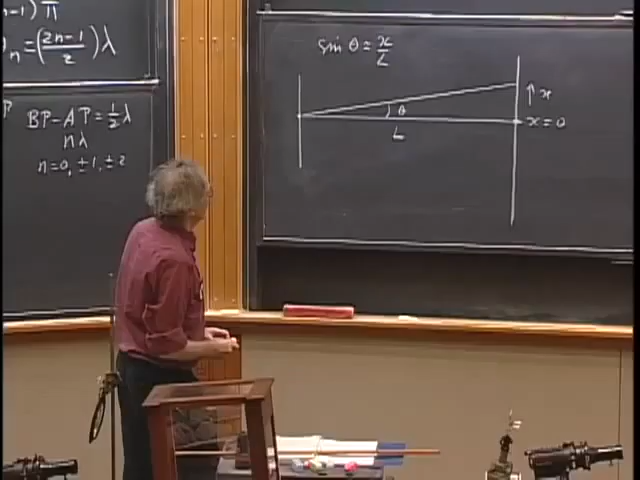 -1) π
n = (2n-1/2) λ
P
BP - AP = 1/2 λ
nλ
n = 0, ±1, ±2
sin θ = x/L
θ
↑ x
x = 0
L